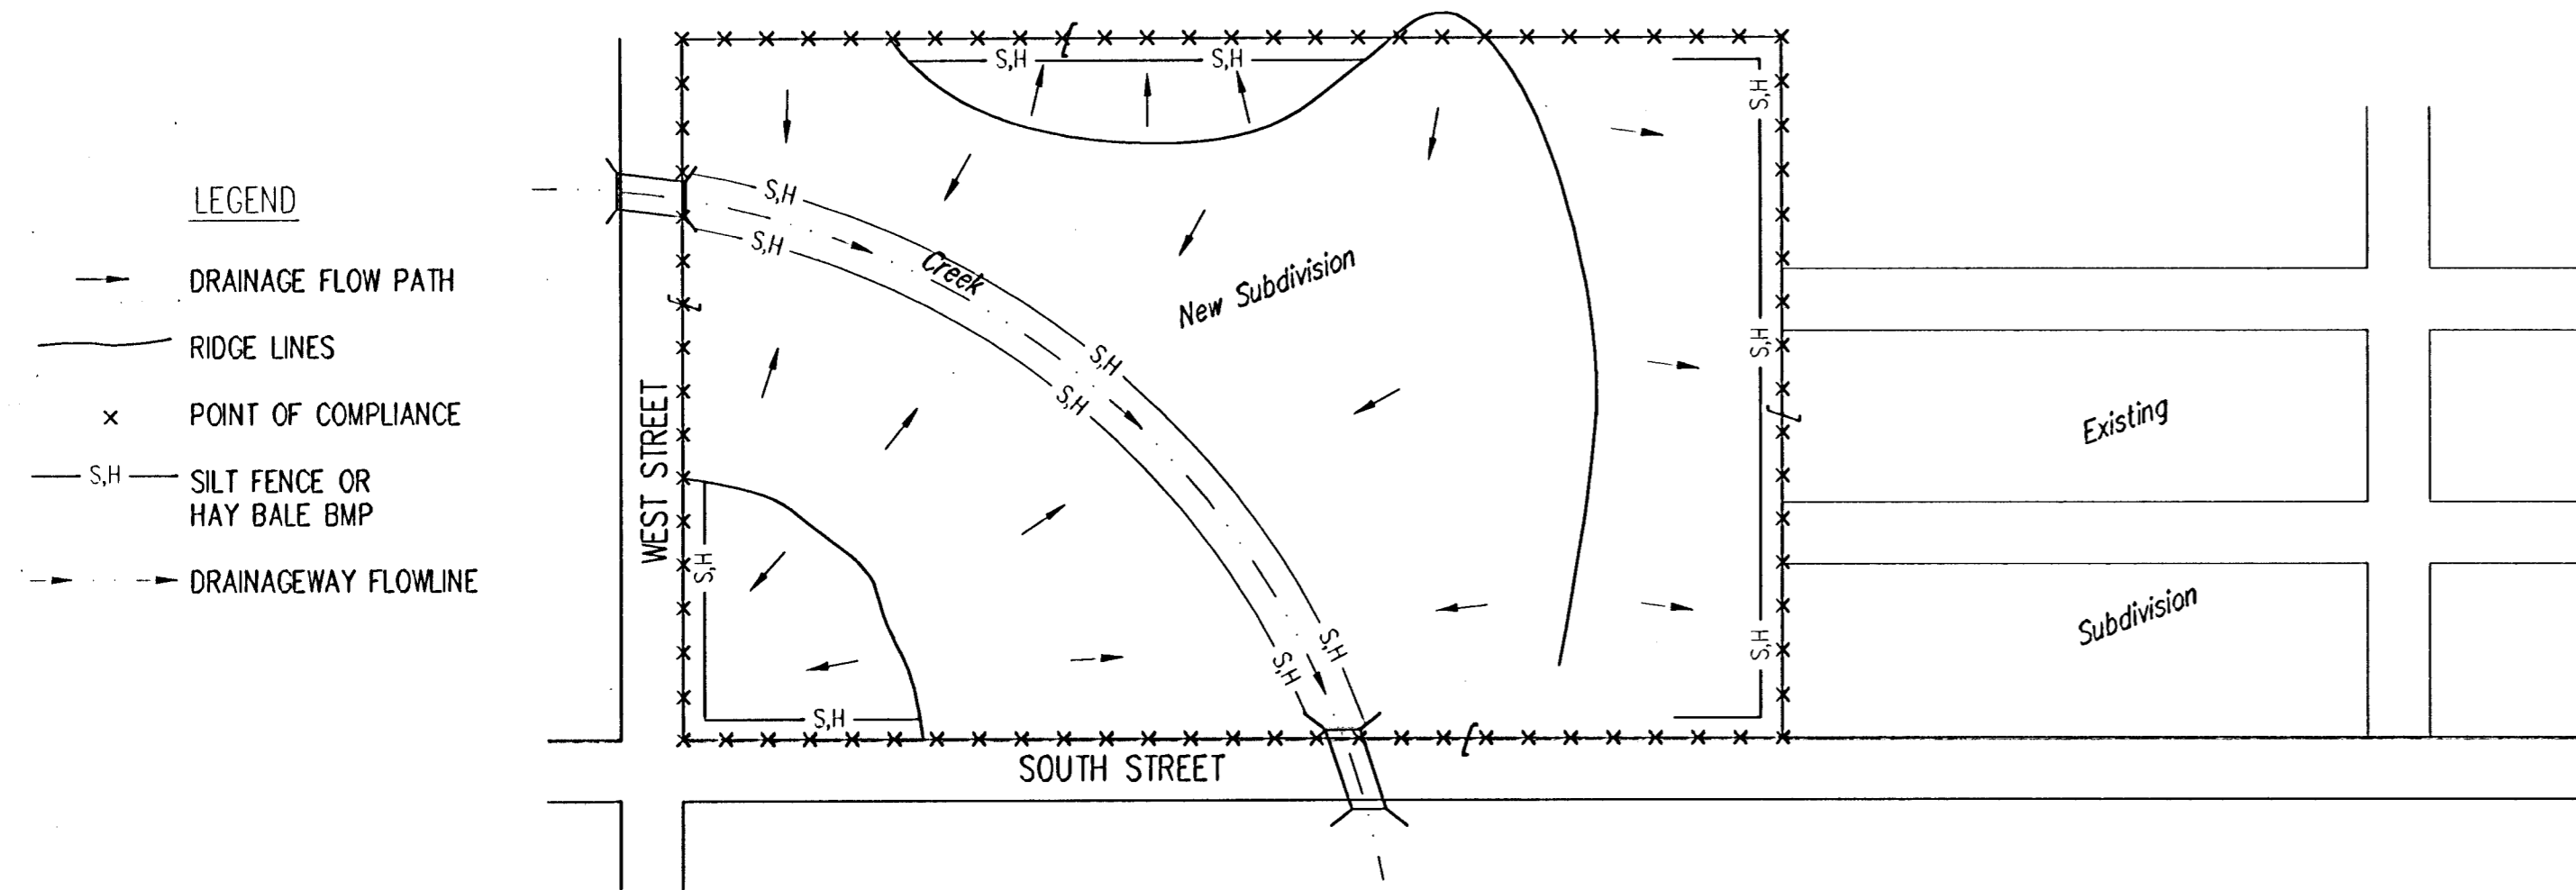 LEGEND
DRAINAGE FLOW PATH
RIDGE LINES
× POINT OF COMPLIANCE
S,H SILT FENCE OR
HAY BALE BMP
DRAINAGEWAY FLOWLINE
S,H
S,H
S,H
S,H
S,H
Creek
New Subdivision
S,H
S,H
S,H
WEST STREET
Existing
S,H
S,H
S,H
S,H
S,H
Subdivision
SOUTH STREET